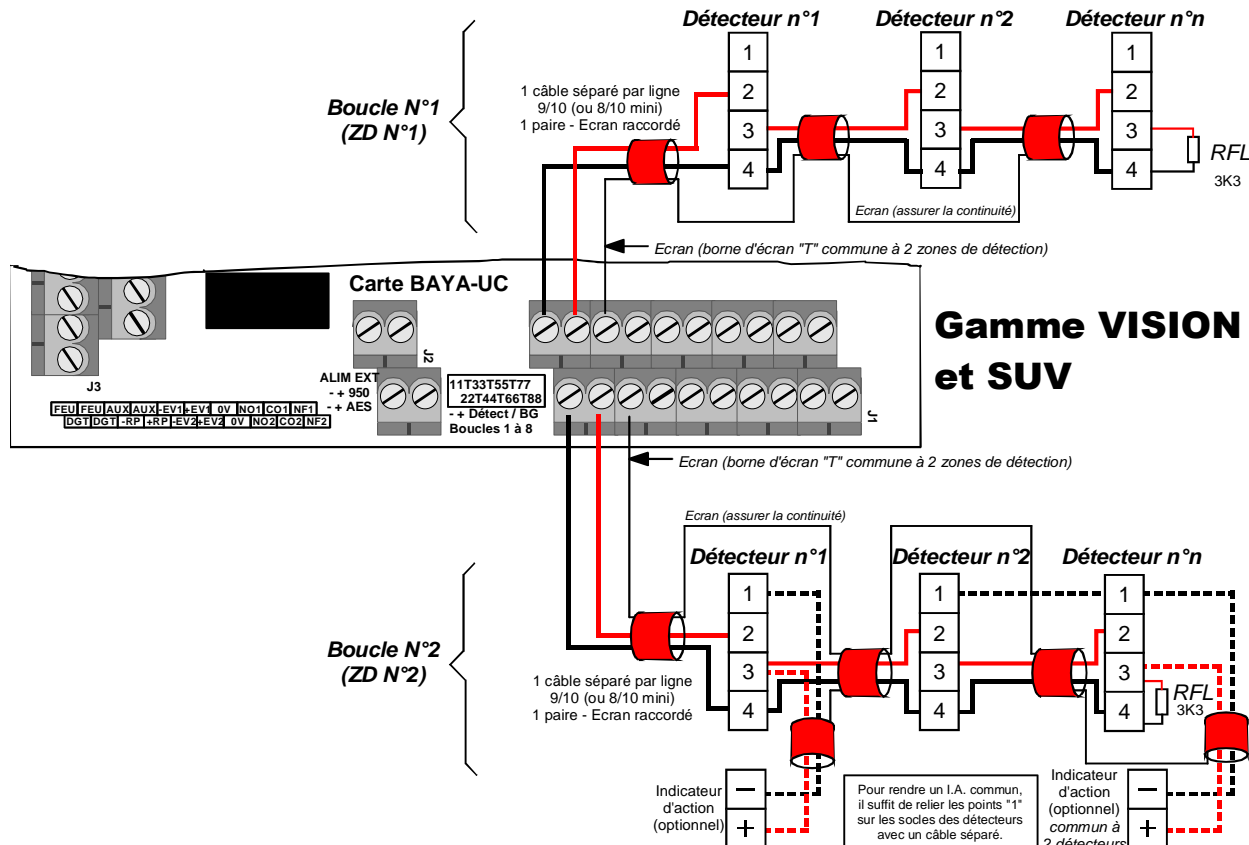 Détecteur n°1
Détecteur n°2
Détecteur n°n
1
2
3
4
1
2
3
4
1
2
3
4
Boucle N°1
(ZD N°1)
1 câble séparé par ligne
9/10 (ou 8/10 mini)
1 paire - Ecran raccordé
RFL
3K3
Ecran (assurer la continuité)
Ecran (borne d'écran "T" commune à 2 zones de détection)
Carte BAYA-UC
Gamme VISION
et SUV
J3
J2
ALIM EXT
- + 950
- + AES
11T33T55T77
22T44T66T88
- + Détect / BG
Boucles 1 à 8
J1
FEU FEU AUX AUX -EV1 +EV1 0V NO1 CO1 NF1
DGT DGT -RP +RP -EV2 +EV2 0V NO2 CO2 NF2
Ecran (borne d'écran "T" commune à 2 zones de détection)
Ecran (assurer la continuité)
Détecteur n°1
Détecteur n°2
Détecteur n°n
1
2
3
4
1
2
3
4
1
2
3
4
Boucle N°2
(ZD N°2)
1 câble séparé par ligne
9/10 (ou 8/10 mini)
1 paire - Ecran raccordé
RFL
3K3
Indicateur
d'action
(optionnel)
−
+
Pour rendre un I.A. commun,
il suffit de relier les points "1"
sur les socles des détecteurs
avec un câble séparé.
Indicateur
d'action
(optionnel)
commun à
2 détecteurs
−
+